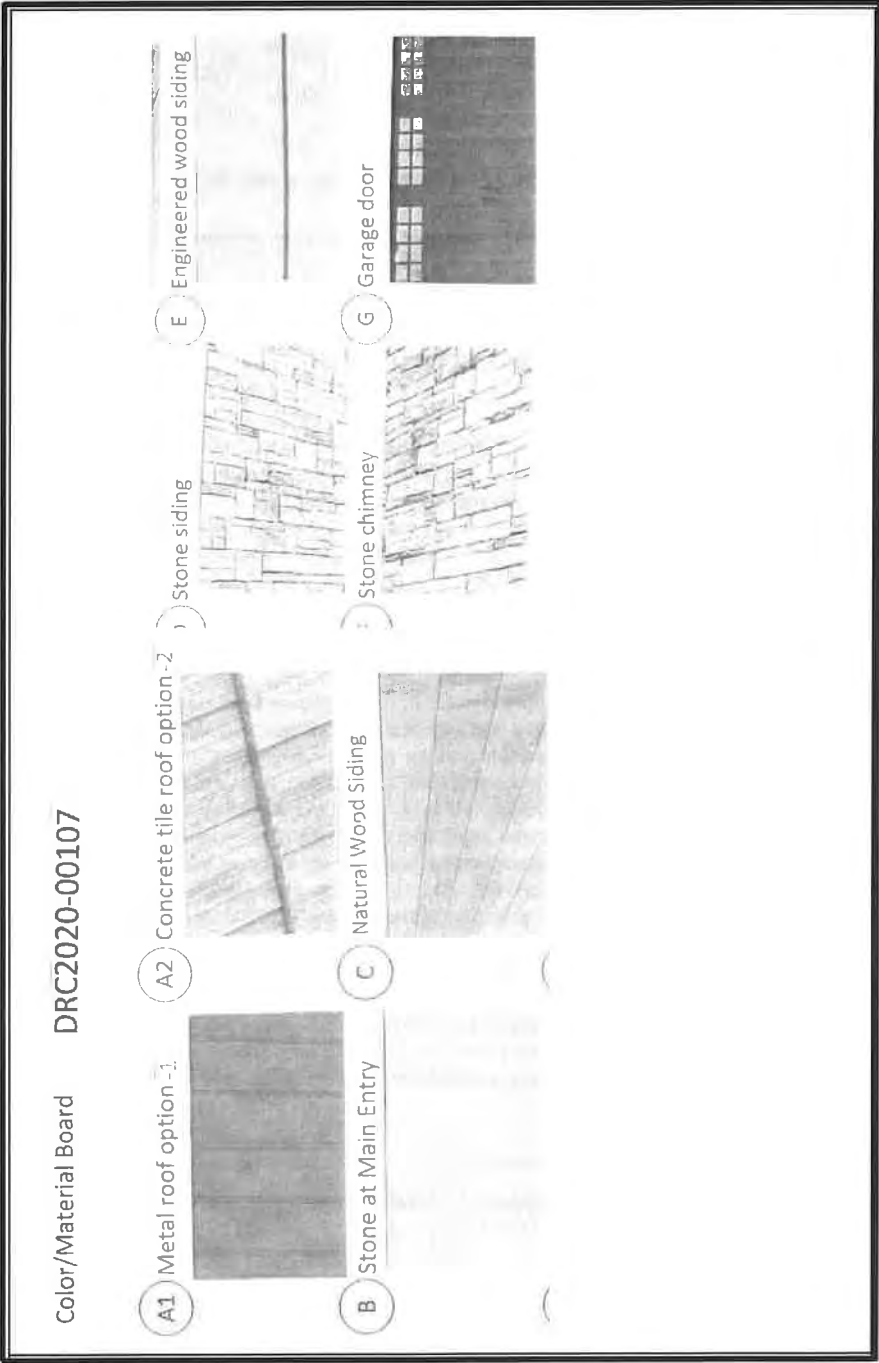 Color/Material Board DRC2020-00107
A1 Metal roof option -1
A2 Concrete tile roof option -2
Stone siding
E Engineered wood siding
B Stone at Main Entry
C Natural Wood Siding
Stone chimney
G Garage door